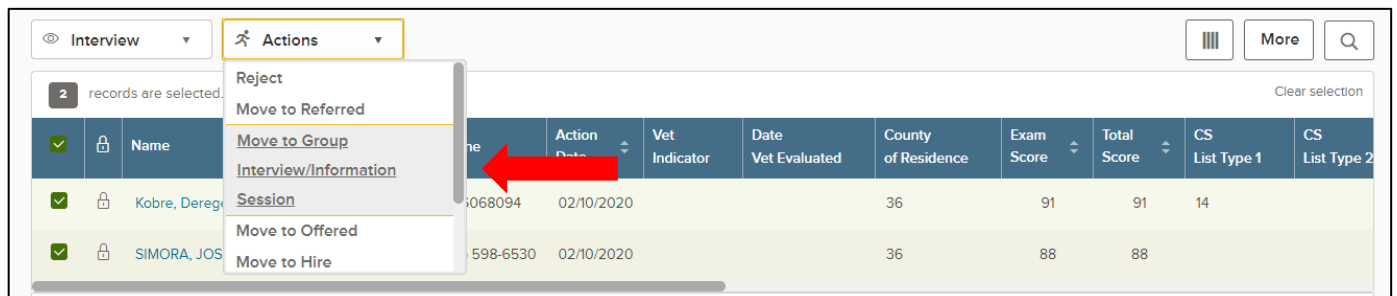 Interview Actions More
Reject
2 records are selected. Clear selection
Move to Referred
Name Action Date Vet Indicator Date Vet Evaluated County of Residence Exam Score Total Score CS List Type 1 CS List Type 2
Move to Group
Interview/Information
Session
Kobre, 02/10/2020 36 91 91 14
Move to Offered
SIMORA, 598-6530 02/10/2020 36 88 88
Move to Hire